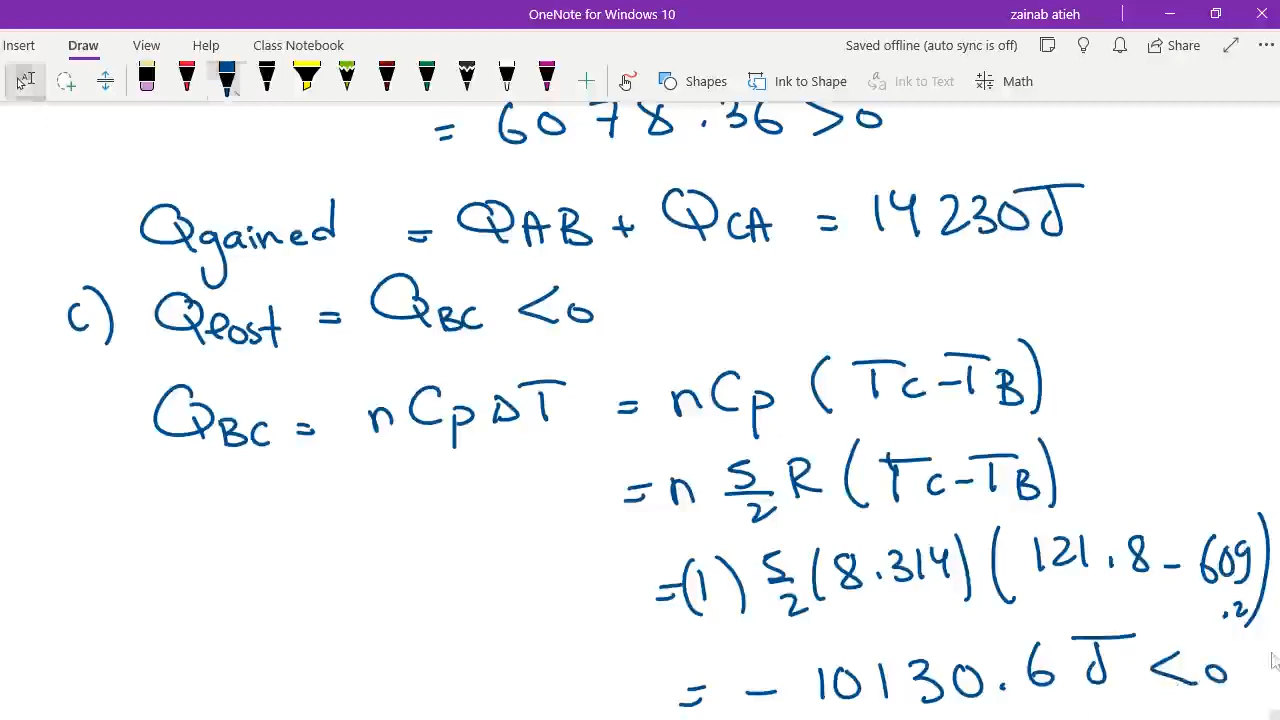 OneNote for Windows 10
zainab atieh
Insert Draw View Help Class Notebook Saved offline (auto sync is off) Share
Shapes Ink to Shape Ink to Text Math
= 6078.36 > 0
Qgained = QAB + QCA = 14230 J
c) Qlost = QBC < 0
QBC = nCpΔT = nCp (TC-TB)
= n 5/2 R (TC-TB)
=(1) 5/2 (8.314) (121.8 - 609.2)
= - 10130.6 J < 0